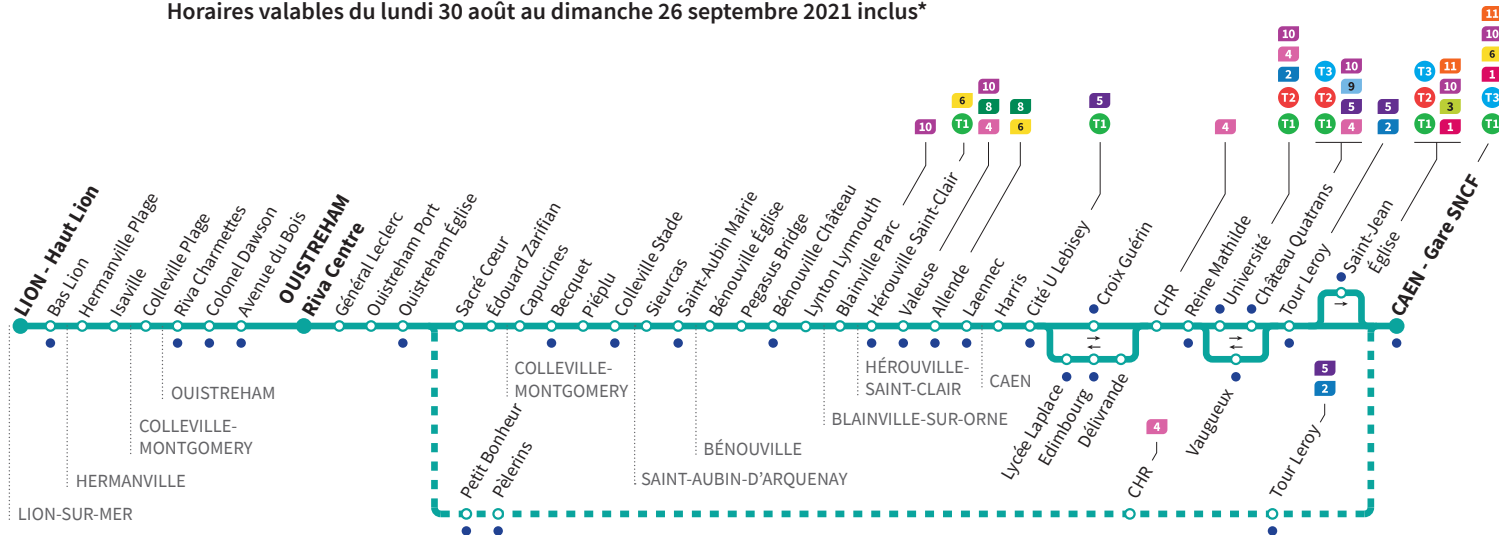 Horaires valables du lundi 30 août au dimanche 26 septembre 2021 inclus*
LION - Haut Lion
Bas Lion
Hermanville Plage
Isaville
Colleville Plage
Riva Charmettes
Colonel Dawson
Avenue du Bois
OUISTREHAM
Riva Centre
Général Leclerc
Ouistreham Port
Ouistreham Église
Sacré Cœur
Édouard Zarifian
Capucines
Becquet
Piéplu
Colleville Stade
Sieurcas
Saint-Aubin Mairie
Bénouville Église
Pegasus Bridge
Bénouville Château
Lynton Lynmouth
Blainville Parc
10
Hérouville Saint-Clair
6
T1
Valeuse
10
8
4
Allende
8
6
Laennec
Harris
Cité U Lebisey
5
T1
Croix Guérin
Lycée Laplace
Edimbourg
Délivrande
CHR
4
Reine Mathilde
Université
10
4
2
T2
T1
Château Quatrans
T3
T2
T1
10
9
5
4
Vaugueux
Tour Leroy
5
2
Saint-Jean
Église
T3
T2
T1
11
10
3
1
CAEN - Gare SNCF
11
10
6
1
T3
T1
LION-SUR-MER
HERMANVILLE
COLLEVILLE-
MONTGOMERY
OUISTREHAM
COLLEVILLE-
MONTGOMERY
SAINT-AUBIN-D'ARQUENAY
BÉNOUVILLE
BLAINVILLE-SUR-ORNE
HÉROUVILLE-
SAINT-CLAIR
CAEN
Petit Bonheur
Pèlerins
CHR
4
Tour Leroy
5
2